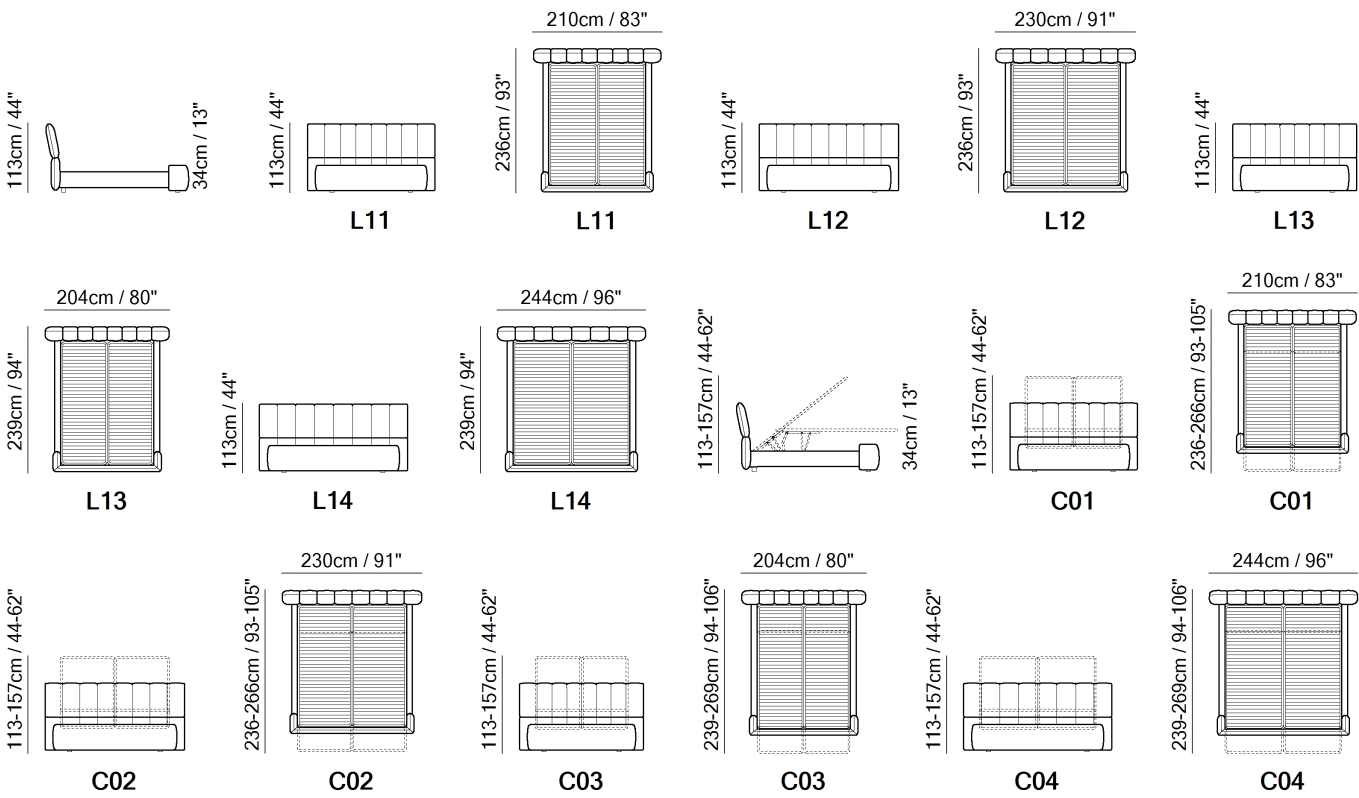 210cm / 83"
230cm / 91"
113cm / 44"
34cm / 13"
113cm / 44"
236cm / 93"
113cm / 44"
236cm / 93"
113cm / 44"
L11
L11
L12
L12
L13
204cm / 80"
244cm / 96"
210cm / 83"
239cm / 94"
113cm / 44"
239cm / 94"
113-157cm / 44-62"
34cm / 13"
113-157cm / 44-62"
236-266cm / 93-105"
L13
L14
L14
C01
C01
230cm / 91"
204cm / 80"
244cm / 96"
113-157cm / 44-62"
236-266cm / 93-105"
113-157cm / 44-62"
239-269cm / 94-106"
113-157cm / 44-62"
239-269cm / 94-106"
C02
C02
C03
C03
C04
C04